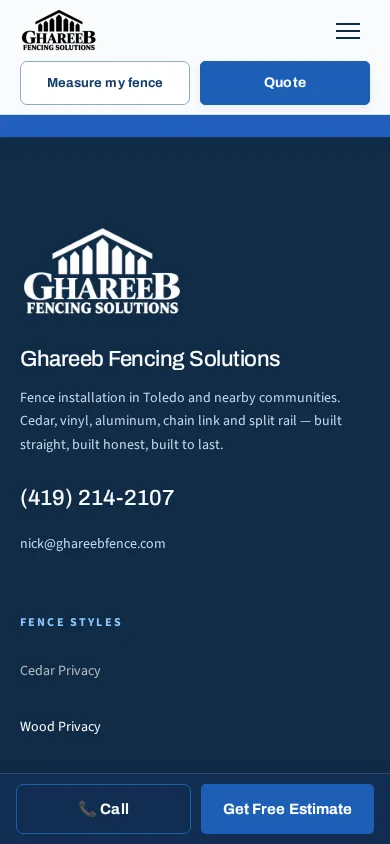 GHAREEB
FENCING SOLUTIONS
Measure my fence
Quote
GHAREEB
FENCING SOLUTIONS
Ghareeb Fencing Solutions
Fence installation in Toledo and nearby communities.
Cedar, vinyl, aluminum, chain link and split rail — built
straight, built honest, built to last.
(419) 214-2107
nick@ghareebfence.com
FENCE STYLES
Cedar Privacy
Wood Privacy
📞 Call
Get Free Estimate